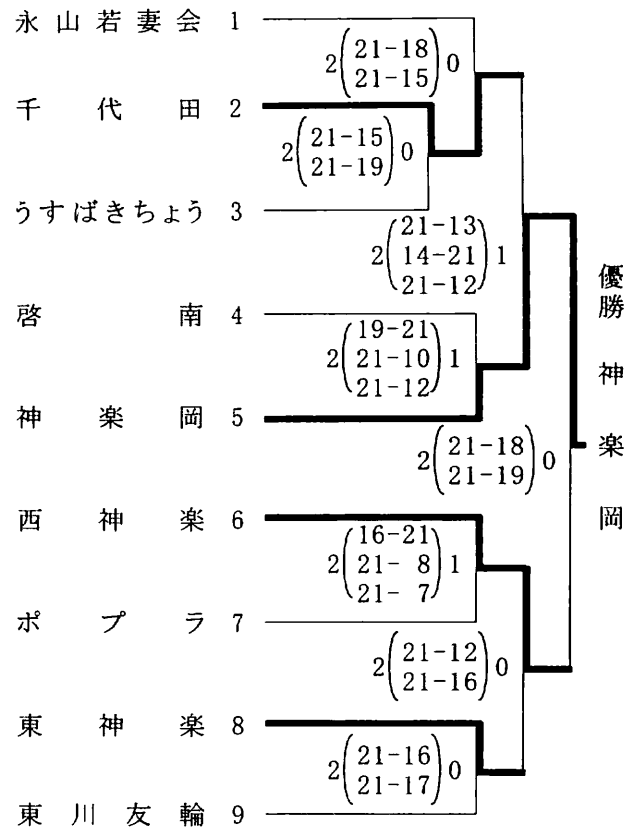 永山若妻会 1
2(21-18 21-15)0
千代田 2
2(21-15 21-19)0
うすばきちょう 3
2(21-13 14-21 21-12)1
啓南 4
2(19-21 21-10 21-12)1
神楽岡 5
2(21-18 21-19)0
西神楽 6
2(16-21 21- 8 21- 7)1
ポプラ 7
2(21-12 21-16)0
東神楽 8
2(21-16 21-17)0
東川友輪 9
優勝 神楽岡